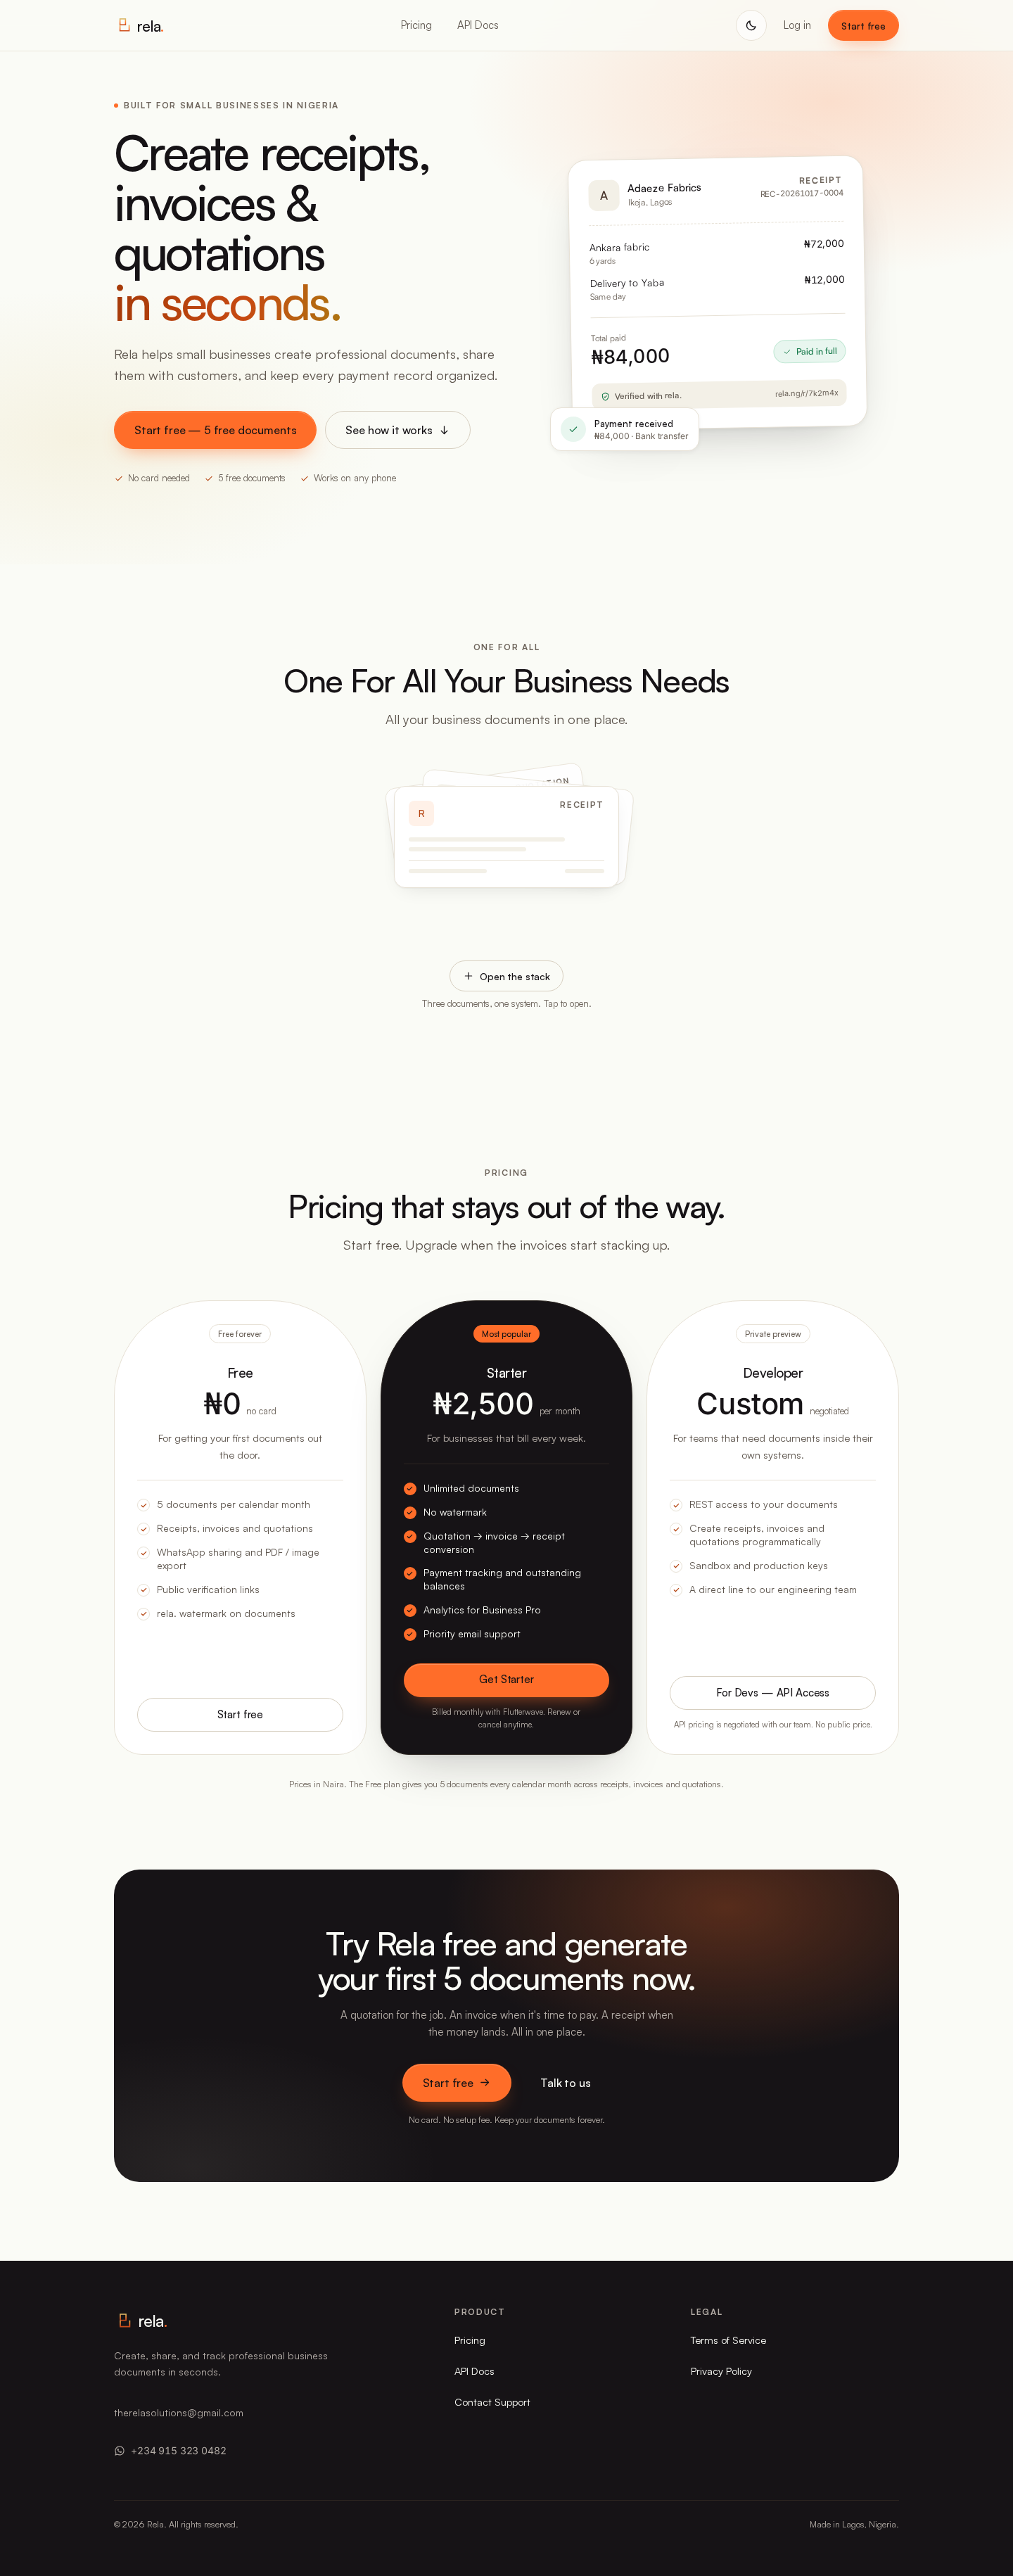 rela.
Pricing
API Docs
Log in
Start free
BUILT FOR SMALL BUSINESSES IN NIGERIA
Create receipts,
invoices &
quotations
in seconds.
Rela helps small businesses create professional documents, share
them with customers, and keep every payment record organized.
Start free — 5 free documents
See how it works ↓
No card needed
5 free documents
Works on any phone
A
Adaeze Fabrics
Ikeja, Lagos
RECEIPT
REC-20261017-0004
Ankara fabric
6 yards
₦72,000
Delivery to Yaba
Same day
₦12,000
Total paid
₦84,000
Paid in full
Verified with rela.
rela.ng/r/7k2m4x
Payment received
₦84,000 · Bank transfer
ONE FOR ALL
One For All Your Business Needs
All your business documents in one place.
R
RECEIPT
+ Open the stack
Three documents, one system. Tap to open.
PRICING
Pricing that stays out of the way.
Start free. Upgrade when the invoices start stacking up.
Free forever
Free
₦0 no card
For getting your first documents out
the door.
5 documents per calendar month
Receipts, invoices and quotations
WhatsApp sharing and PDF / image
export
Public verification links
rela. watermark on documents
Start free
Most popular
Starter
₦2,500 per month
For businesses that bill every week.
Unlimited documents
No watermark
Quotation → invoice → receipt
conversion
Payment tracking and outstanding
balances
Analytics for Business Pro
Priority email support
Get Starter
Billed monthly with Flutterwave. Renew or
cancel anytime.
Private preview
Developer
Custom negotiated
For teams that need documents inside their
own systems.
REST access to your documents
Create receipts, invoices and
quotations programmatically
Sandbox and production keys
A direct line to our engineering team
For Devs — API Access
API pricing is negotiated with our team. No public price.
Prices in Naira. The Free plan gives you 5 documents every calendar month across receipts, invoices and quotations.
Try Rela free and generate
your first 5 documents now.
A quotation for the job. An invoice when it's time to pay. A receipt when
the money lands. All in one place.
Start free →
Talk to us
No card. No setup fee. Keep your documents forever.
rela.
Create, share, and track professional business
documents in seconds.
therelasolutions@gmail.com
+234 915 323 0482
PRODUCT
Pricing
API Docs
Contact Support
LEGAL
Terms of Service
Privacy Policy
© 2026 Rela. All rights reserved.
Made in Lagos, Nigeria.